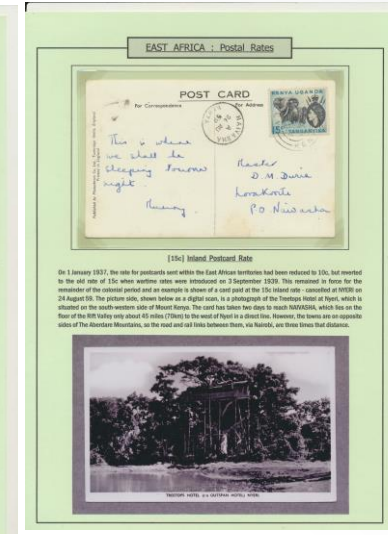 EAST AFRICA : Postal Rates
POST CARD
For Correspondence
For Address
KENYA UGANDA
TANGANYIKA
This is where
we shall be
sleeping tomorrow
night.
Mummy
Master
D. M. Durie
P O Naivasha
NAIVASHA
KENYA
[15c] Inland Postcard Rate
On 1 January 1937, the rate for postcards sent within the East African territories had been reduced to 10c, but reverted
to the old rate of 15c when wartime rates were introduced on 3 September 1939. This remained in force for the
remainder of the colonial period and an example is shown of a card paid at the 15c inland rate - cancelled at NYERI on
24 August 59. The picture side, shown below as a digital scan, is a photograph of the Treetops Hotel at Nyeri, which is
situated on the south-western side of Mount Kenya. The card has taken two days to reach NAIVASHA, which lies on the
floor of the Rift Valley only about 45 miles (70km) to the west of Nyeri in a direct line. However, the towns are on opposite
sides of The Aberdare Mountains, as the road and rail links between them, via Nairobi, are three times that distance.
TREETOPS HOTEL (c/o OUTSPAN HOTEL) NYERI.